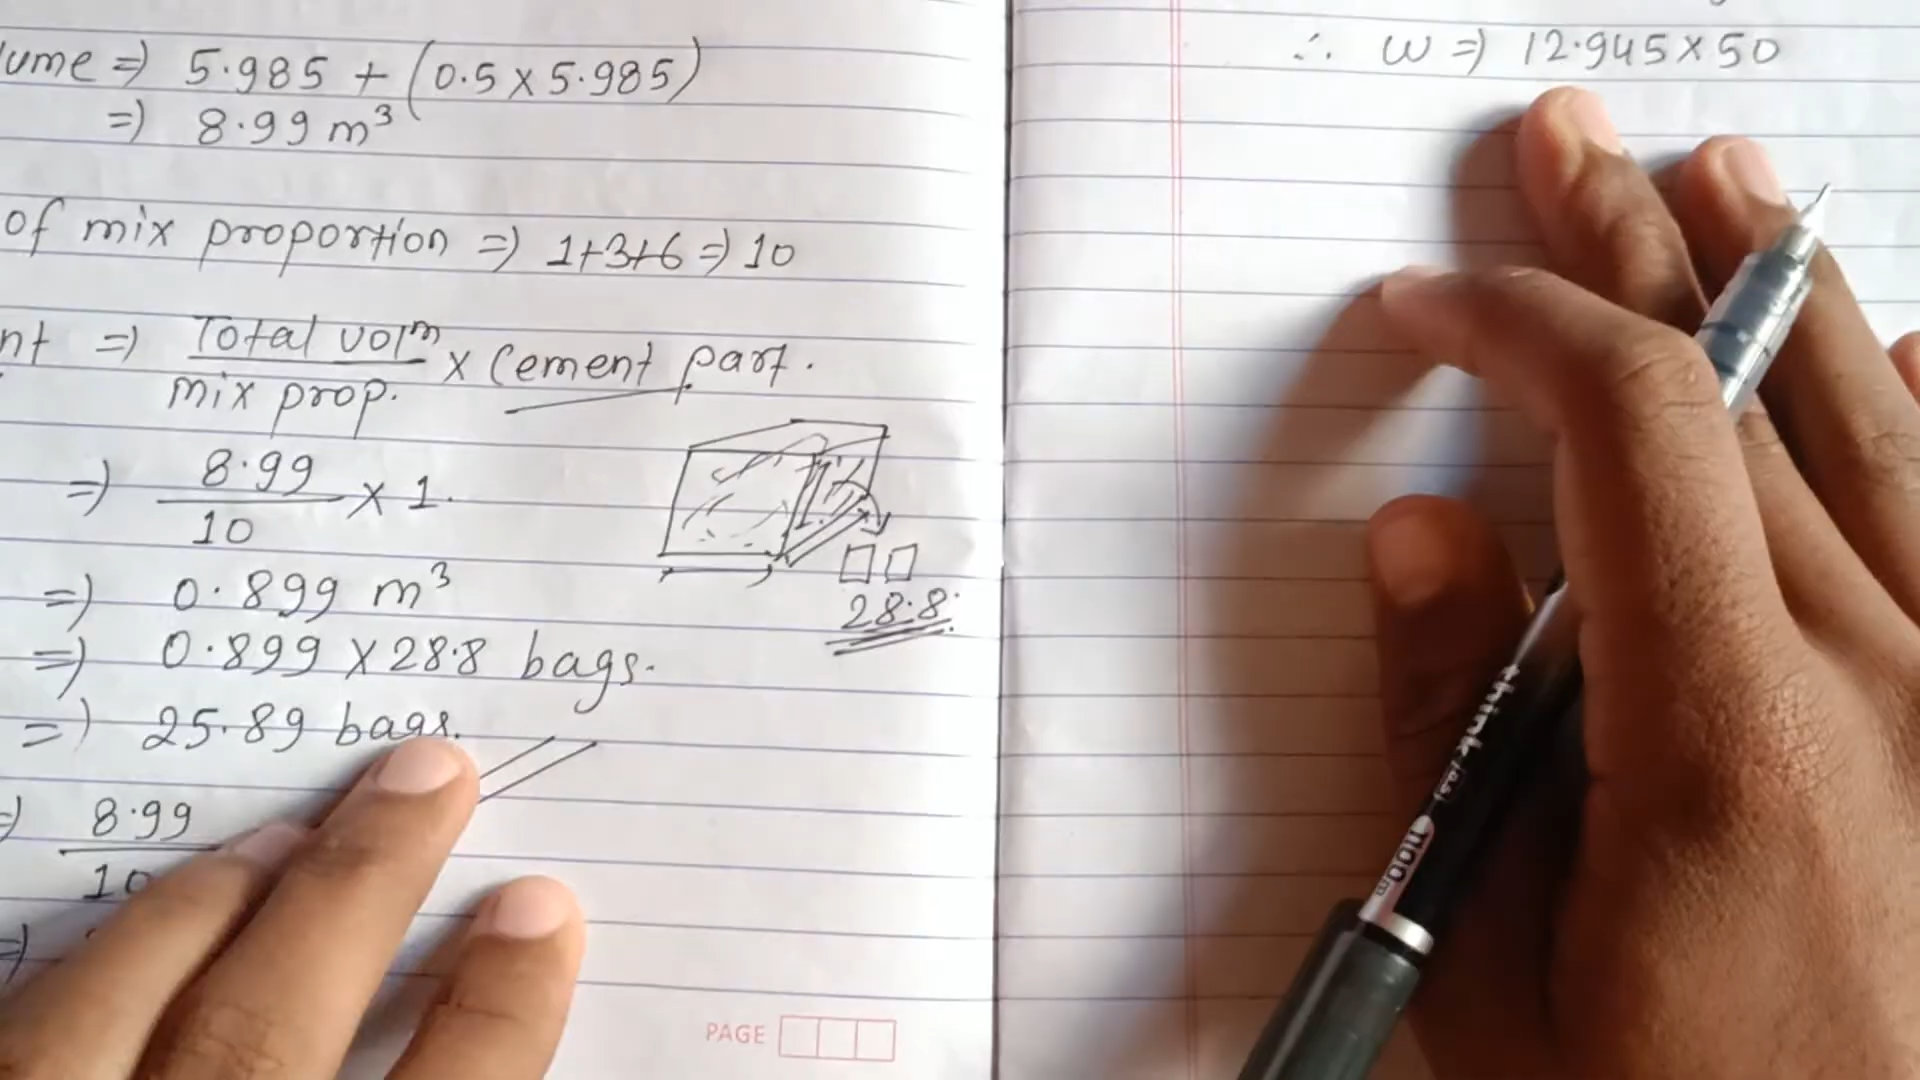 ume => 5.985 + (0.5 x 5.985)
=> 8.99 m³
of mix proportion => 1+3+6 => 10
nt => Total volᵐ / mix prop. x Cement part.
=> 8.99 / 10 x 1.
=> 0.899 m³
28.8
=> 0.899 x 28.8 bags.
=> 25.89 bags.
=> 8.99
10
=>
PAGE
∴ W => 12.945 x 50
think